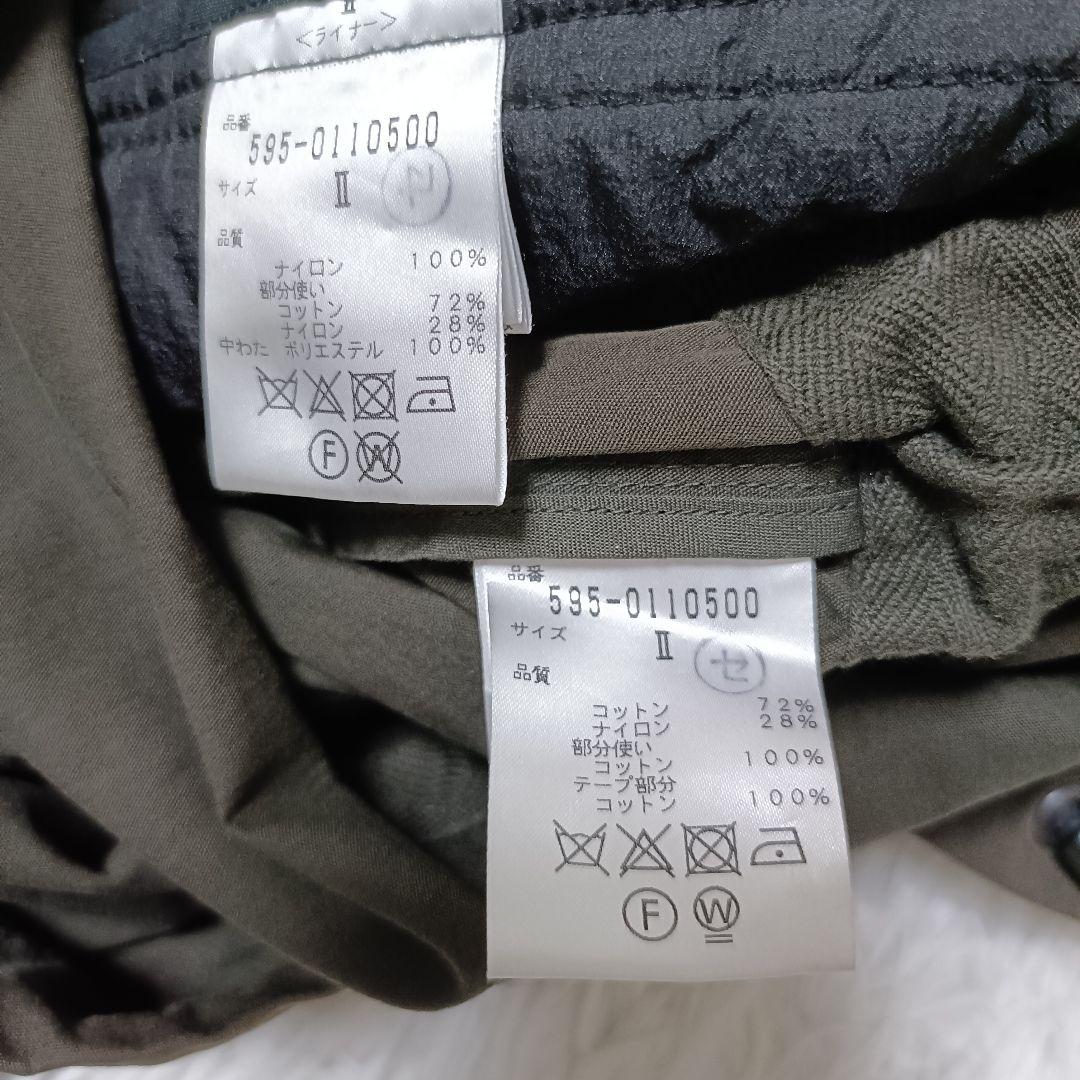 Ⅱ
<ライナー>
品番
595-0110500
サイズ Ⅱ
品質
ナイロン 100%
部分使い
コットン 72%
ナイロン 28%
中わた ポリエステル 100%
F W
品番
595-0110500
サイズ Ⅱ
セ
品質
コットン 72%
ナイロン 28%
部分使い
コットン 100%
テープ部分
コットン 100%
F W